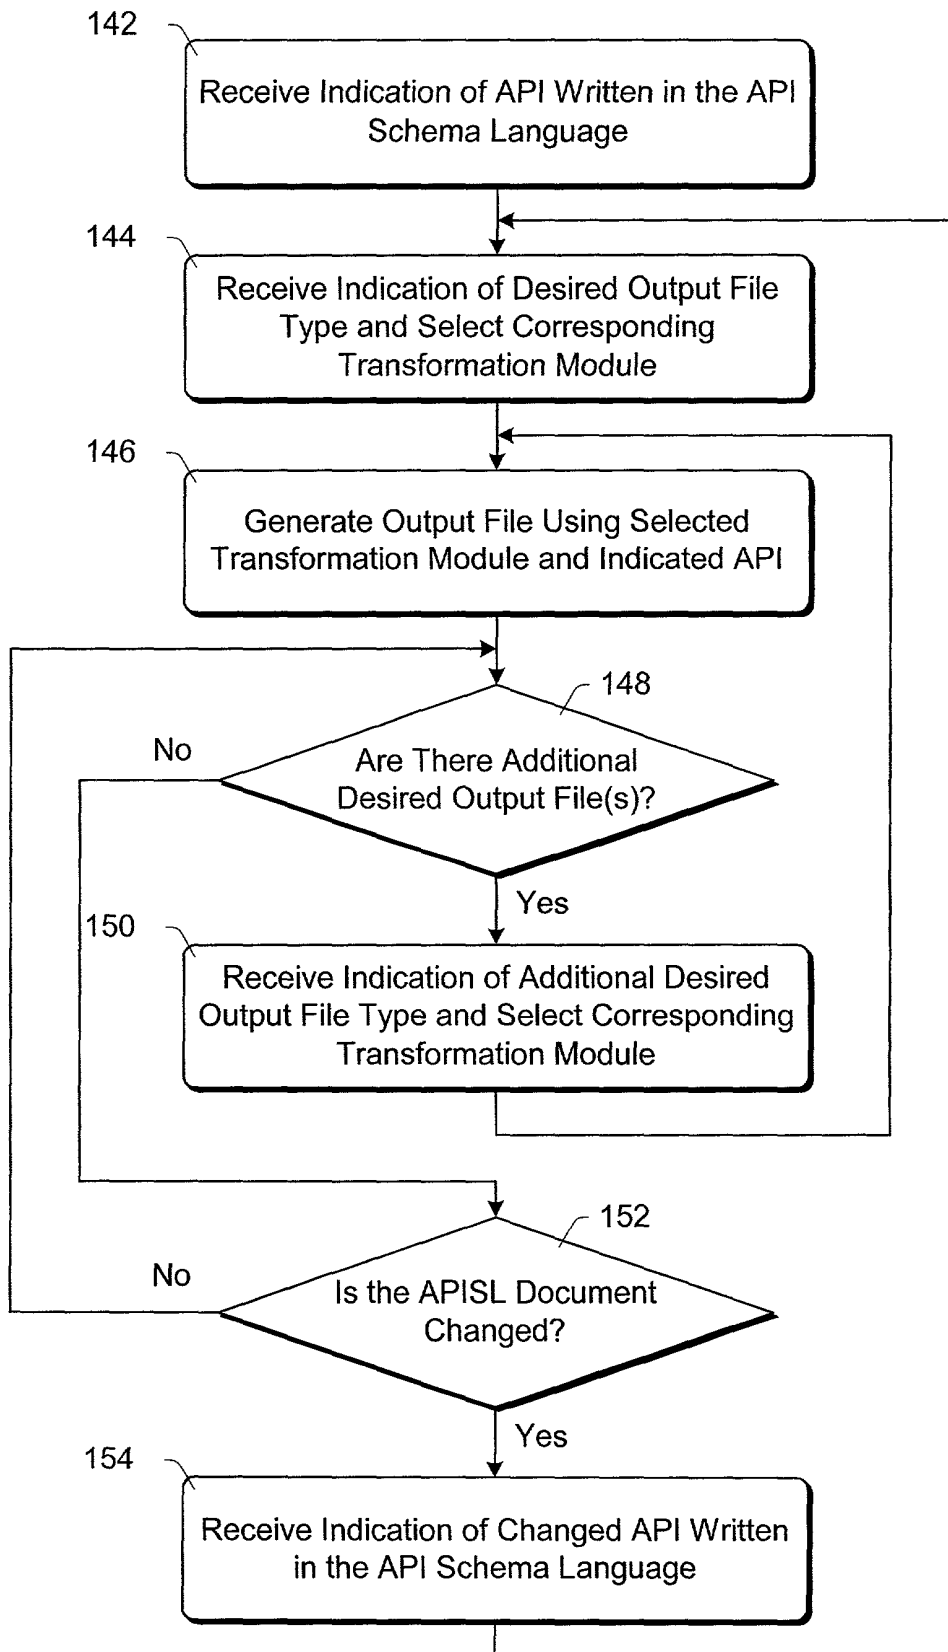 142
Receive Indication of API Written in the API
Schema Language
144
Receive Indication of Desired Output File
Type and Select Corresponding
Transformation Module
146
Generate Output File Using Selected
Transformation Module and Indicated API
148
No
Are There Additional
Desired Output File(s)?
Yes
150
Receive Indication of Additional Desired
Output File Type and Select Corresponding
Transformation Module
152
No
Is the APISL Document
Changed?
Yes
154
Receive Indication of Changed API Written
in the API Schema Language